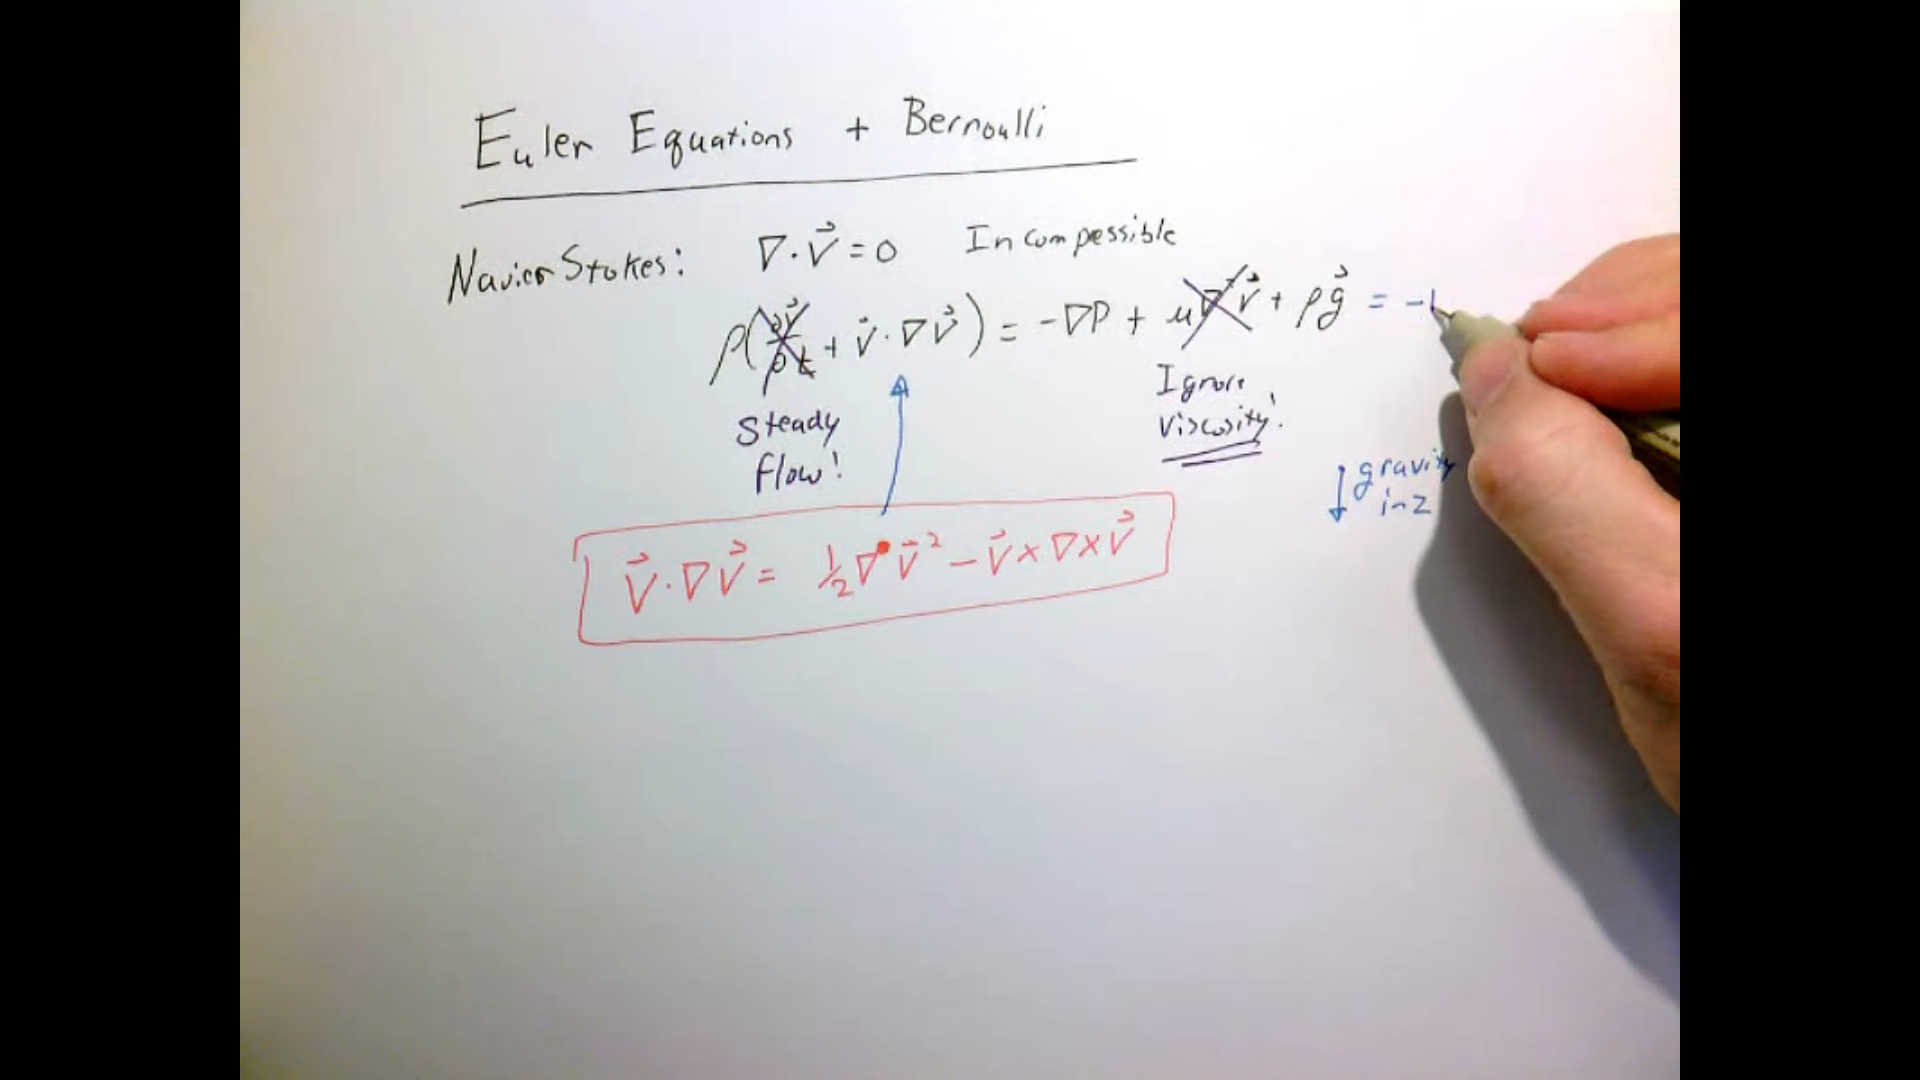 Euler Equations + Bernoulli
Navier Stokes: ∇·v⃗ = 0 Incompessible
ρ(∂v⃗/∂t + v⃗·∇v⃗) = -∇P + μ∇²v⃗ + ρg⃗ = -
Steady
flow!
Ignore
Viscosity!
gravity
in z
v⃗·∇v⃗ = ½∇v⃗² - v⃗×∇×v⃗